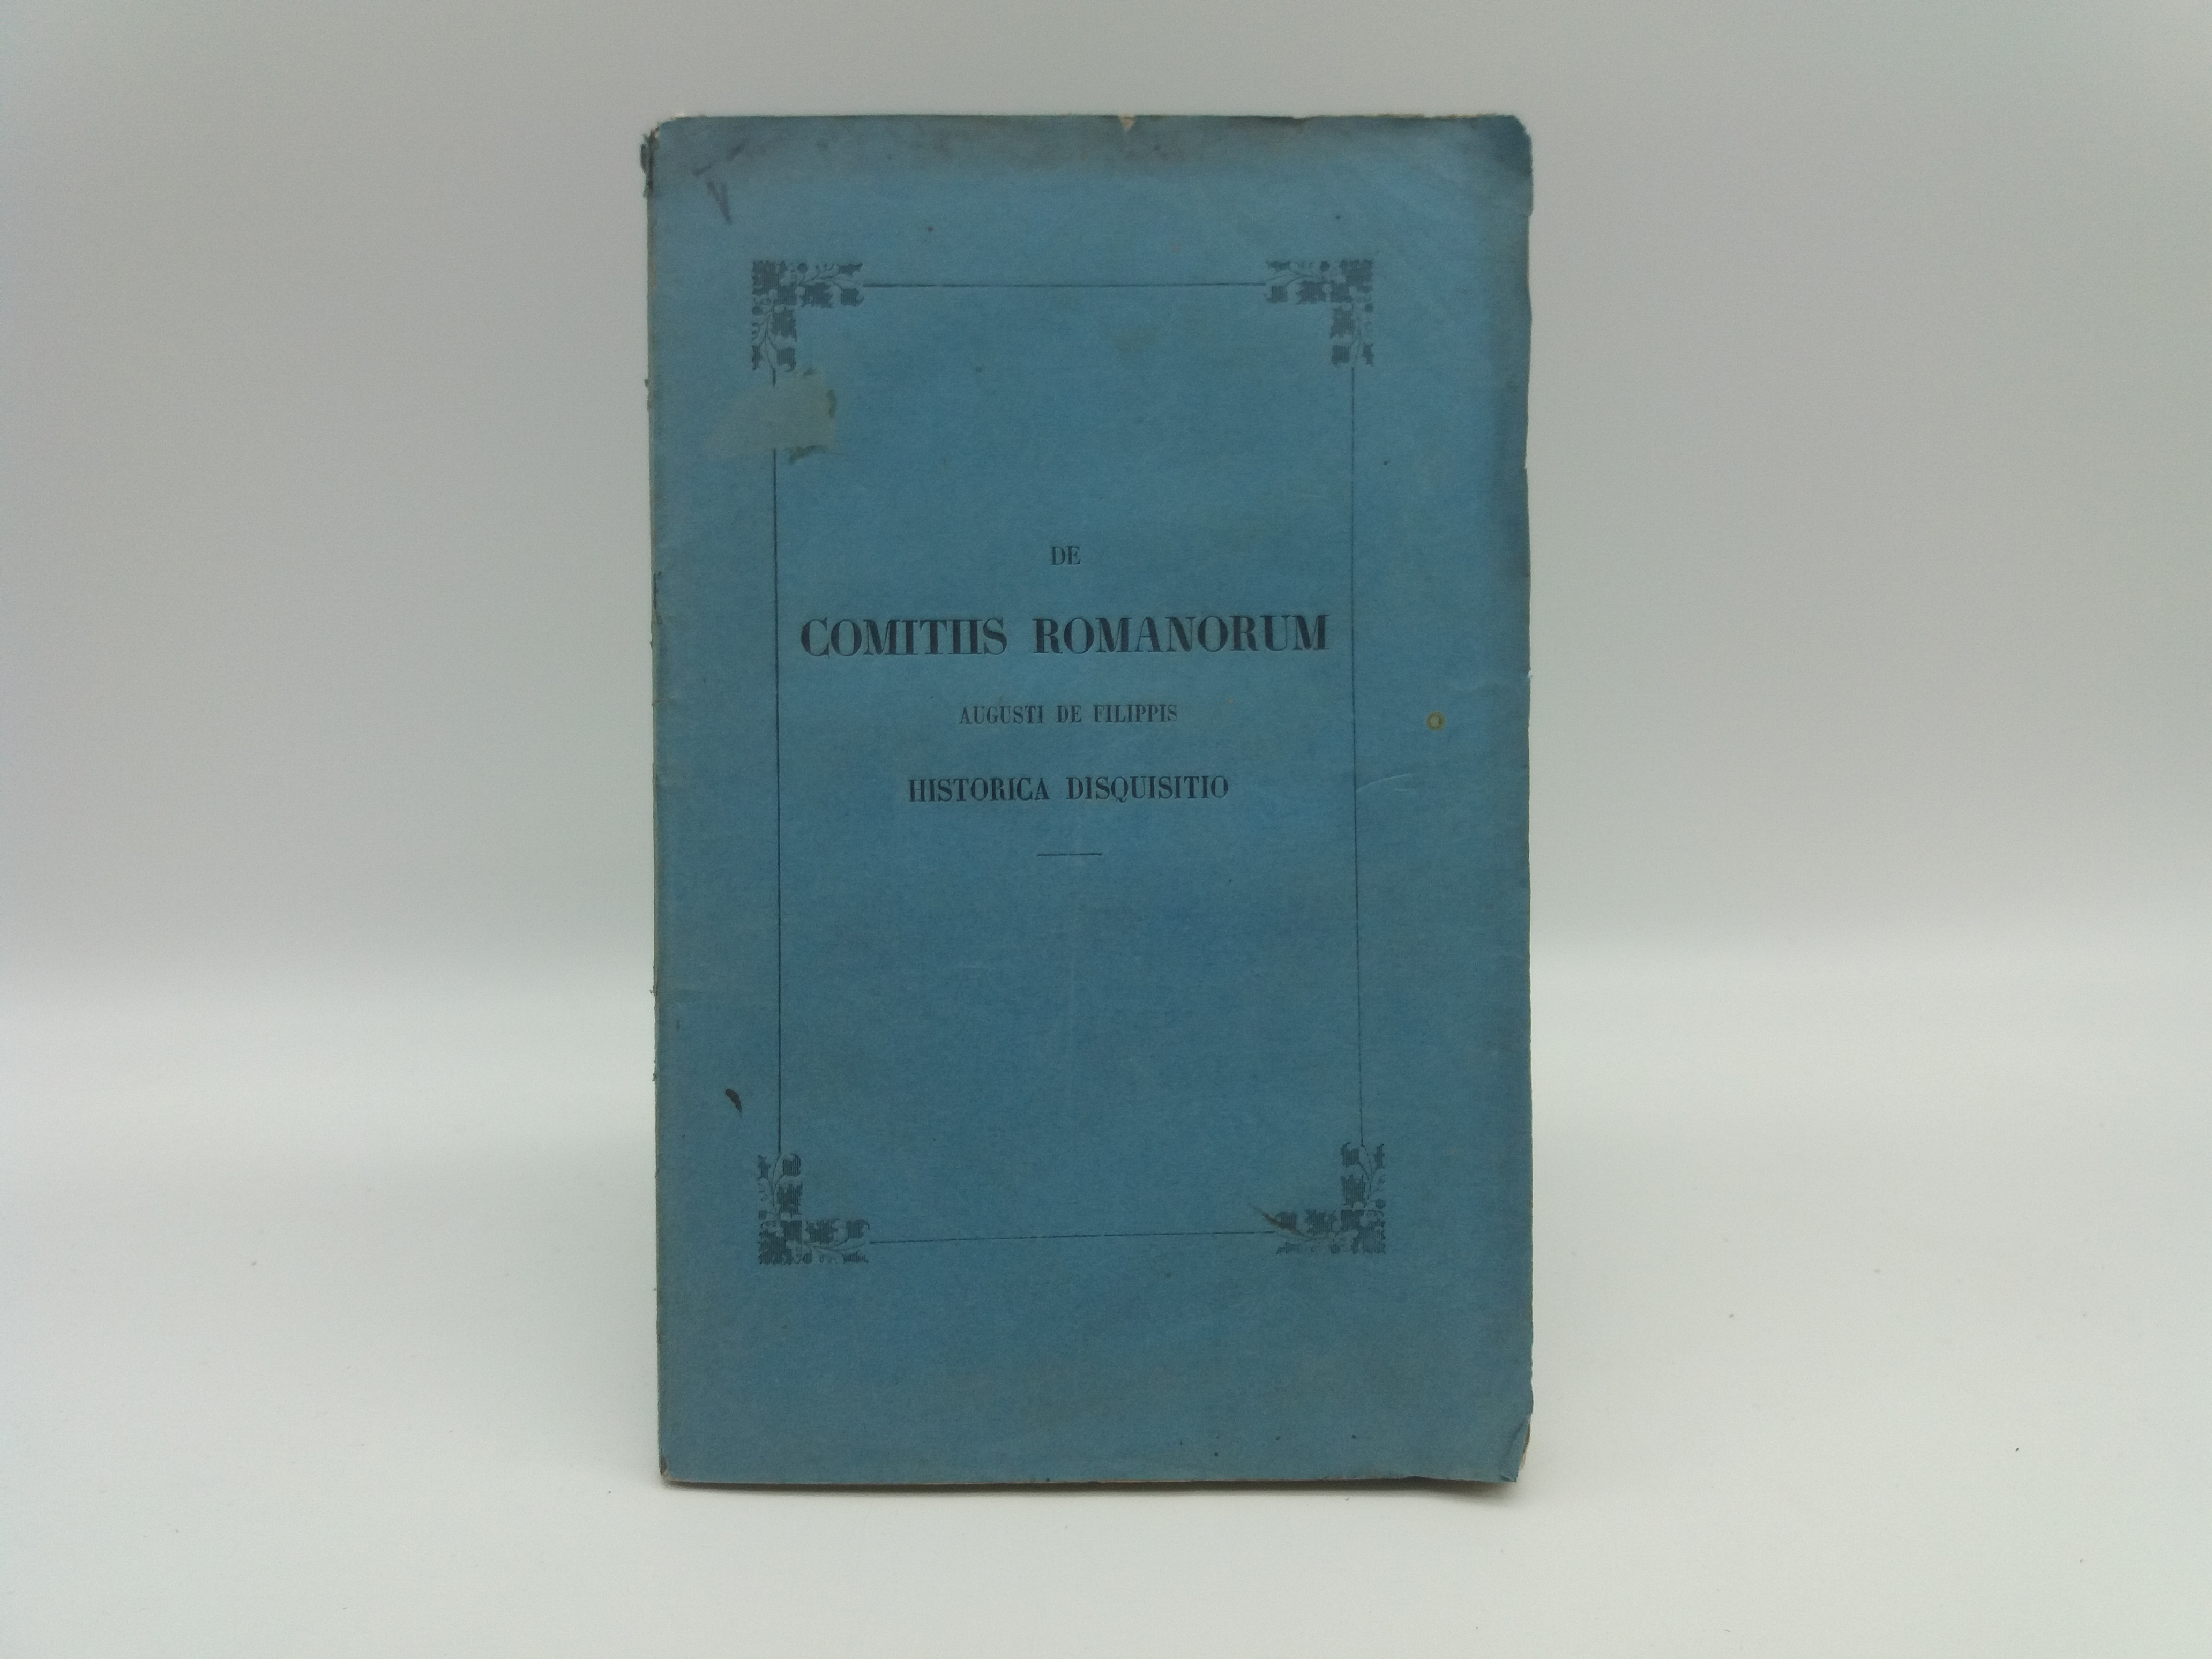 DE
COMITIIS ROMANORUM
AUGUSTI DE FILIPPIS
HISTORICA DISQUISITIO